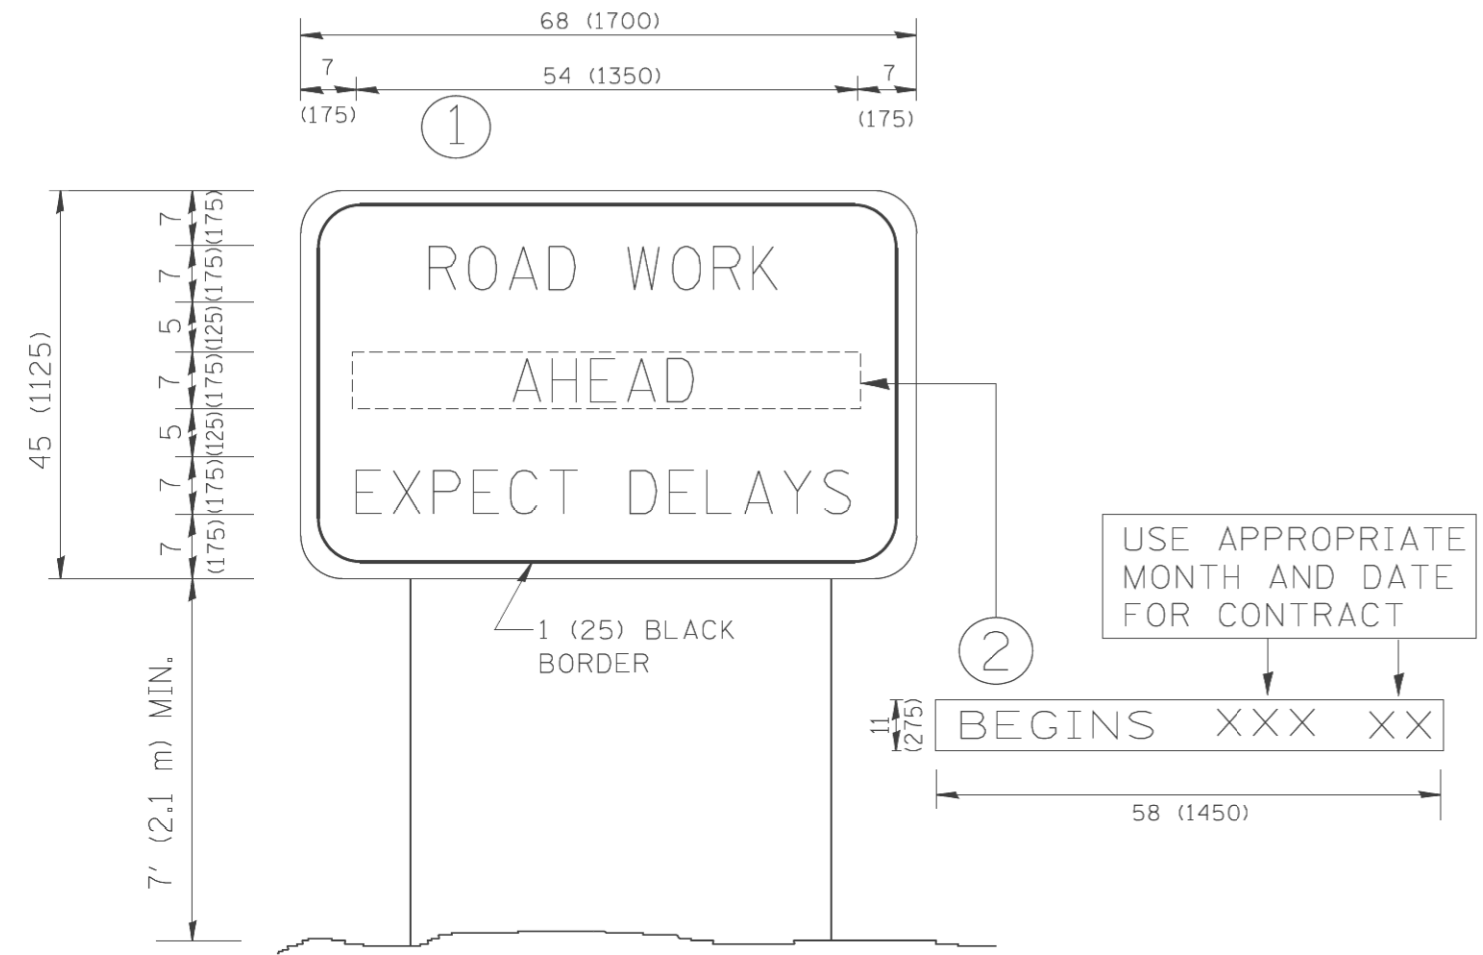 68 (1700)
7
54 (1350)
7
(175)
(175)
1
45 (1125)
7 (175)
7 (175)
5 (125)
7 (175)
5 (125)
7 (175)
7 (175)
ROAD WORK
AHEAD
EXPECT DELAYS
1 (25) BLACK
BORDER
7' (2.1 m) MIN.
2
USE APPROPRIATE
MONTH AND DATE
FOR CONTRACT
11
(275)
BEGINS XXX XX
58 (1450)